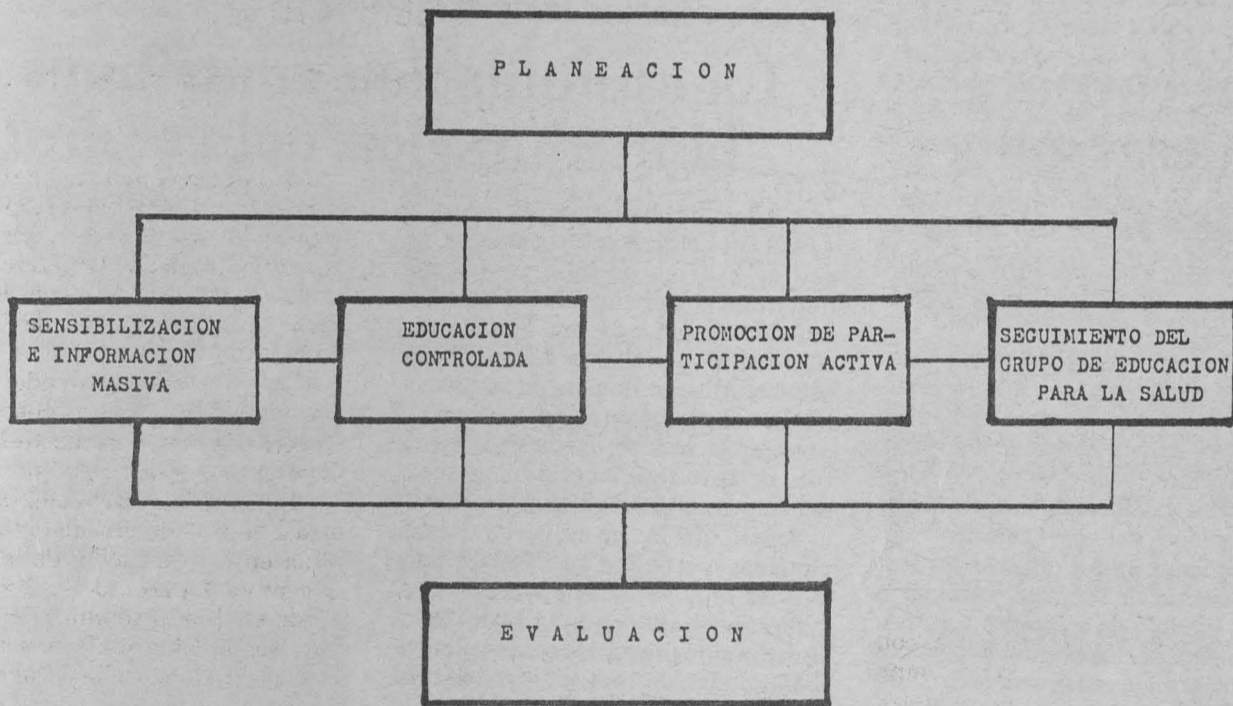 P L A N E A C I O N
SENSIBILIZACION
E INFORMACION
MASIVA
EDUCACION
CONTROLADA
PROMOCION DE PAR-
TICIPACION ACTIVA
SEGUIMIENTO DEL
GRUPO DE EDUCACION
PARA LA SALUD
E V A L U A C I O N